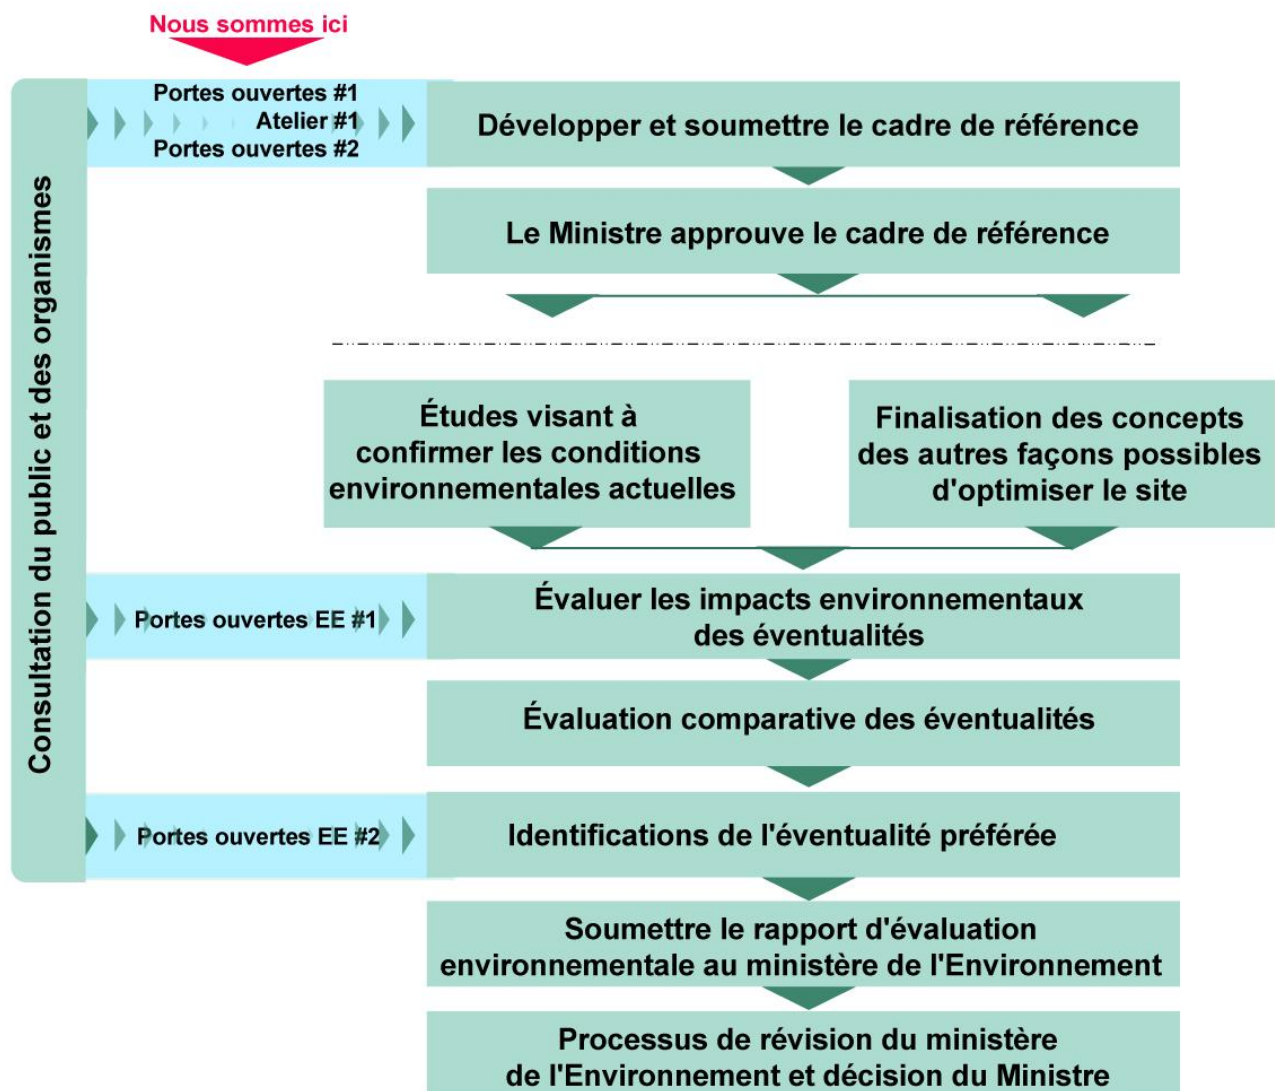 Nous sommes ici
Portes ouvertes #1
Atelier #1
Portes ouvertes #2
Développer et soumettre le cadre de référence
Le Ministre approuve le cadre de référence
Consultation du public et des organismes
Études visant à
confirmer les conditions
environnementales actuelles
Finalisation des concepts
des autres façons possibles
d'optimiser le site
Portes ouvertes EE #1
Évaluer les impacts environnementaux
des éventualités
Évaluation comparative des éventualités
Portes ouvertes EE #2
Identifications de l'éventualité préférée
Soumettre le rapport d'évaluation
environnementale au ministère de l'Environnement
Processus de révision du ministère
de l'Environnement et décision du Ministre